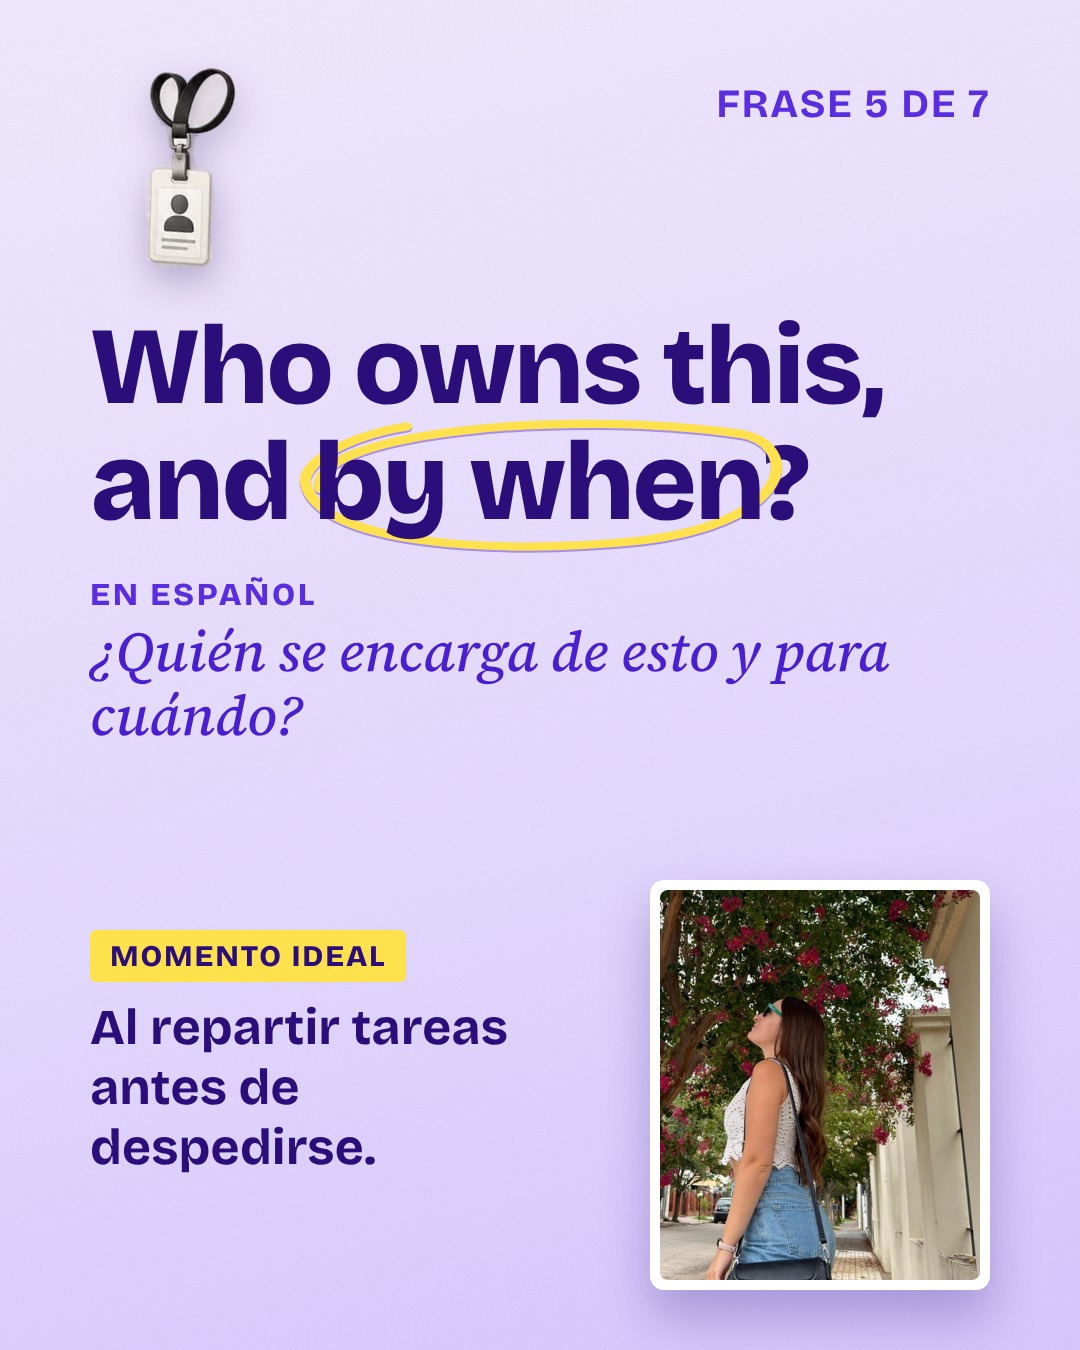 FRASE 5 DE 7
Who owns this,
and by when?
EN ESPAÑOL
¿Quién se encarga de esto y para
cuándo?
MOMENTO IDEAL
Al repartir tareas
antes de
despedirse.